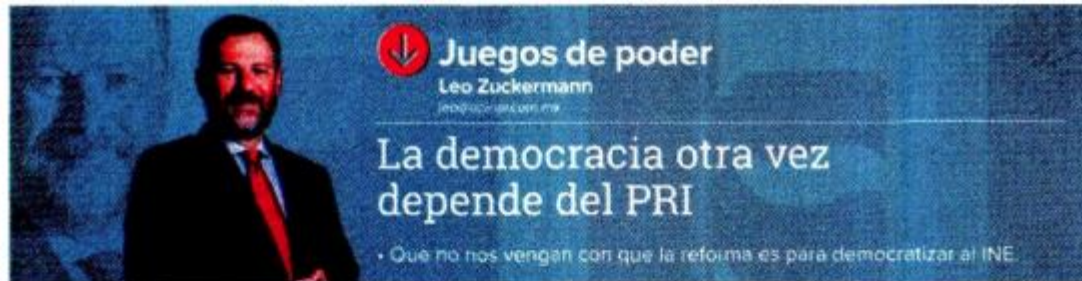 Juegos de poder
Leo Zuckermann
La democracia otra vez
depende del PRI
• Que no nos vengan con que la reforma es para democratizar al INE.